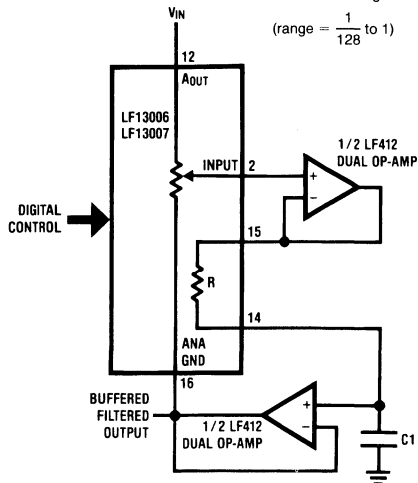 VIN
(range = 1/128 to 1)
12
AOUT
LF13006
LF13007
INPUT
2
1/2 LF412
DUAL OP-AMP
+
−
DIGITAL
CONTROL
15
R
14
ANA
GND
16
BUFFERED
FILTERED
OUTPUT
1/2 LF412
DUAL OP-AMP
+
−
C1